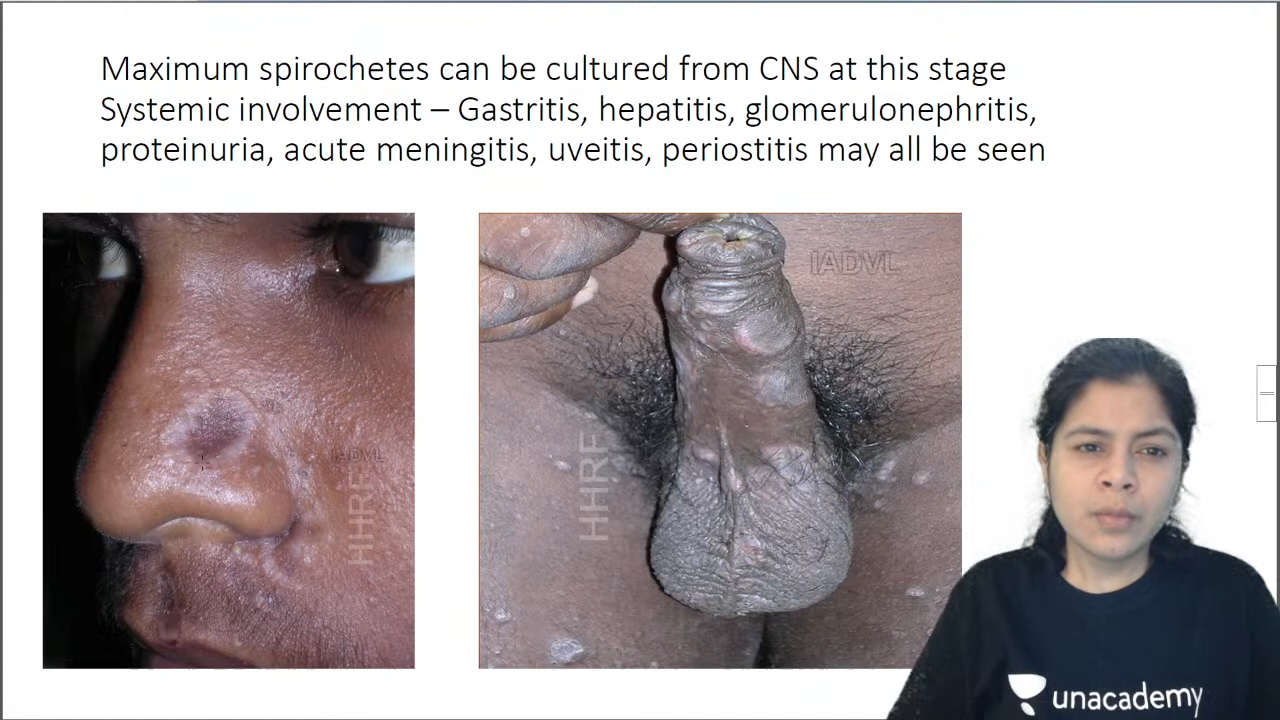 Maximum spirochetes can be cultured from CNS at this stage
Systemic involvement – Gastritis, hepatitis, glomerulonephritis,
proteinuria, acute meningitis, uveitis, periostitis may all be seen
IADVL
HHRF
IADVL
HHRF
unacademy